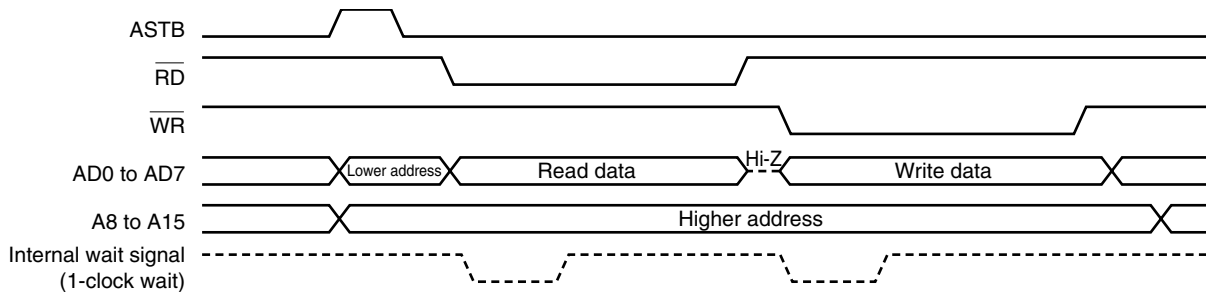 ASTB
RD
WR
Hi-Z
AD0 to AD7 Lower address Read data Write data
A8 to A15 Higher address
Internal wait signal
(1-clock wait)